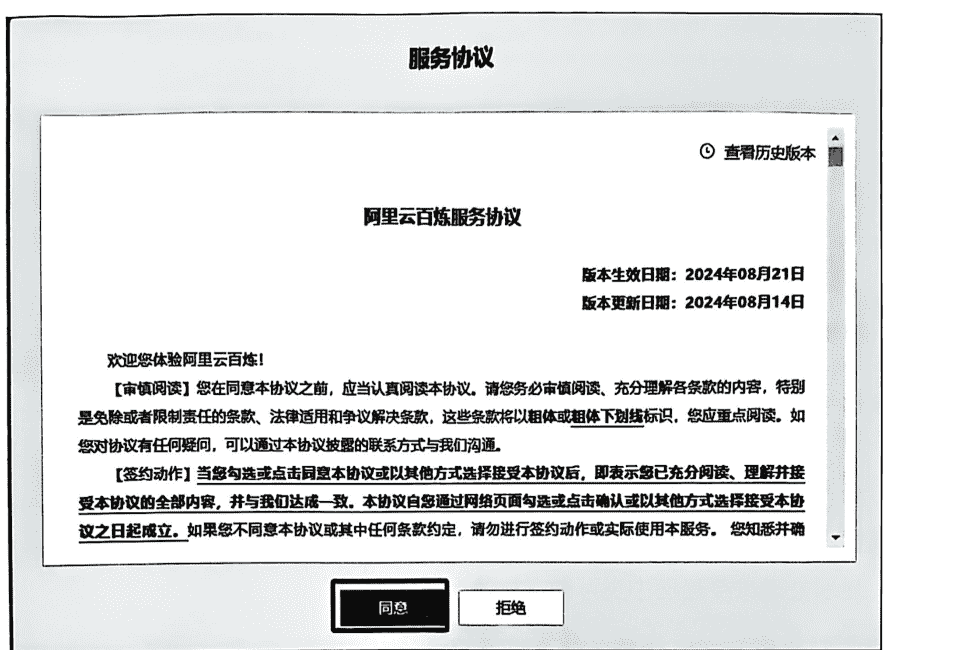 服务协议
查看历史版本
阿里云百炼服务协议
版本生效日期：2024年08月21日
版本更新日期：2024年08月14日
欢迎您体验阿里云百炼！
【审慎阅读】您在同意本协议之前，应当认真阅读本协议。请您务必审慎阅读、充分理解各条款的内容，特别
是免除或者限制责任的条款、法律适用和争议解决条款，这些条款将以粗体或粗体下划线标识，您应重点阅读。如
您对协议有任何疑问，可以通过本协议披露的联系方式与我们沟通。
【签约动作】当您勾选或点击同意本协议或以其他方式选择接受本协议后，即表示您已充分阅读、理解并接
受本协议的全部内容，并与我们达成一致。本协议自您通过网络页面勾选或点击确认或以其他方式选择接受本协
议之日起成立。如果您不同意本协议或其中任何条款约定，请勿进行签约动作或实际使用本服务。 您知悉并确
同意
拒绝